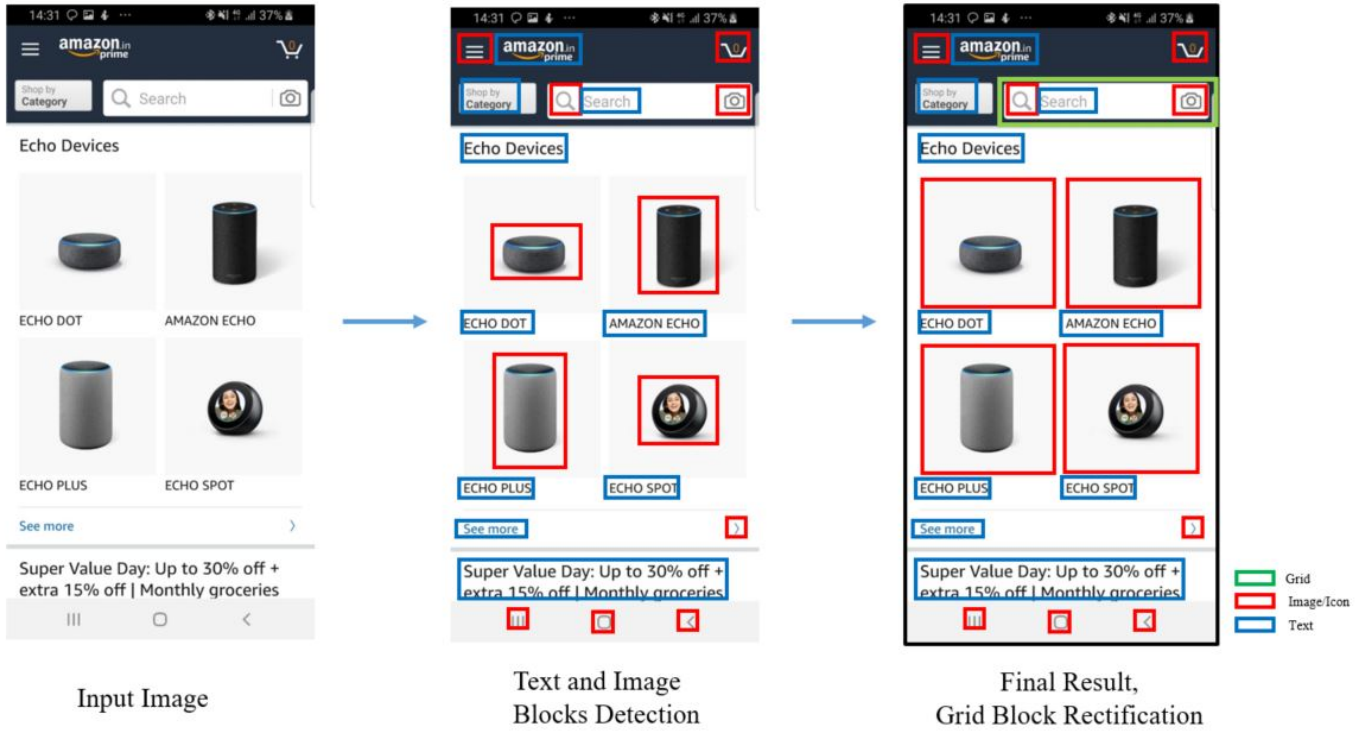 14:31 37%
amazon.in
prime
0
Shop by
Category
Search
Echo Devices
ECHO DOT AMAZON ECHO
ECHO PLUS ECHO SPOT
See more
Super Value Day: Up to 30% off +
extra 15% off | Monthly groceries
Input Image
14:31 37%
amazon.in
prime
0
Shop by
Category
Search
Echo Devices
ECHO DOT AMAZON ECHO
ECHO PLUS ECHO SPOT
See more
Super Value Day: Up to 30% off +
extra 15% off | Monthly groceries
Text and Image
Blocks Detection
14:31 37%
amazon.in
prime
0
Shop by
Category
Search
Echo Devices
ECHO DOT AMAZON ECHO
ECHO PLUS ECHO SPOT
See more
Super Value Day: Up to 30% off +
extra 15% off | Monthly groceries
Final Result,
Grid Block Rectification
Grid
Image/Icon
Text